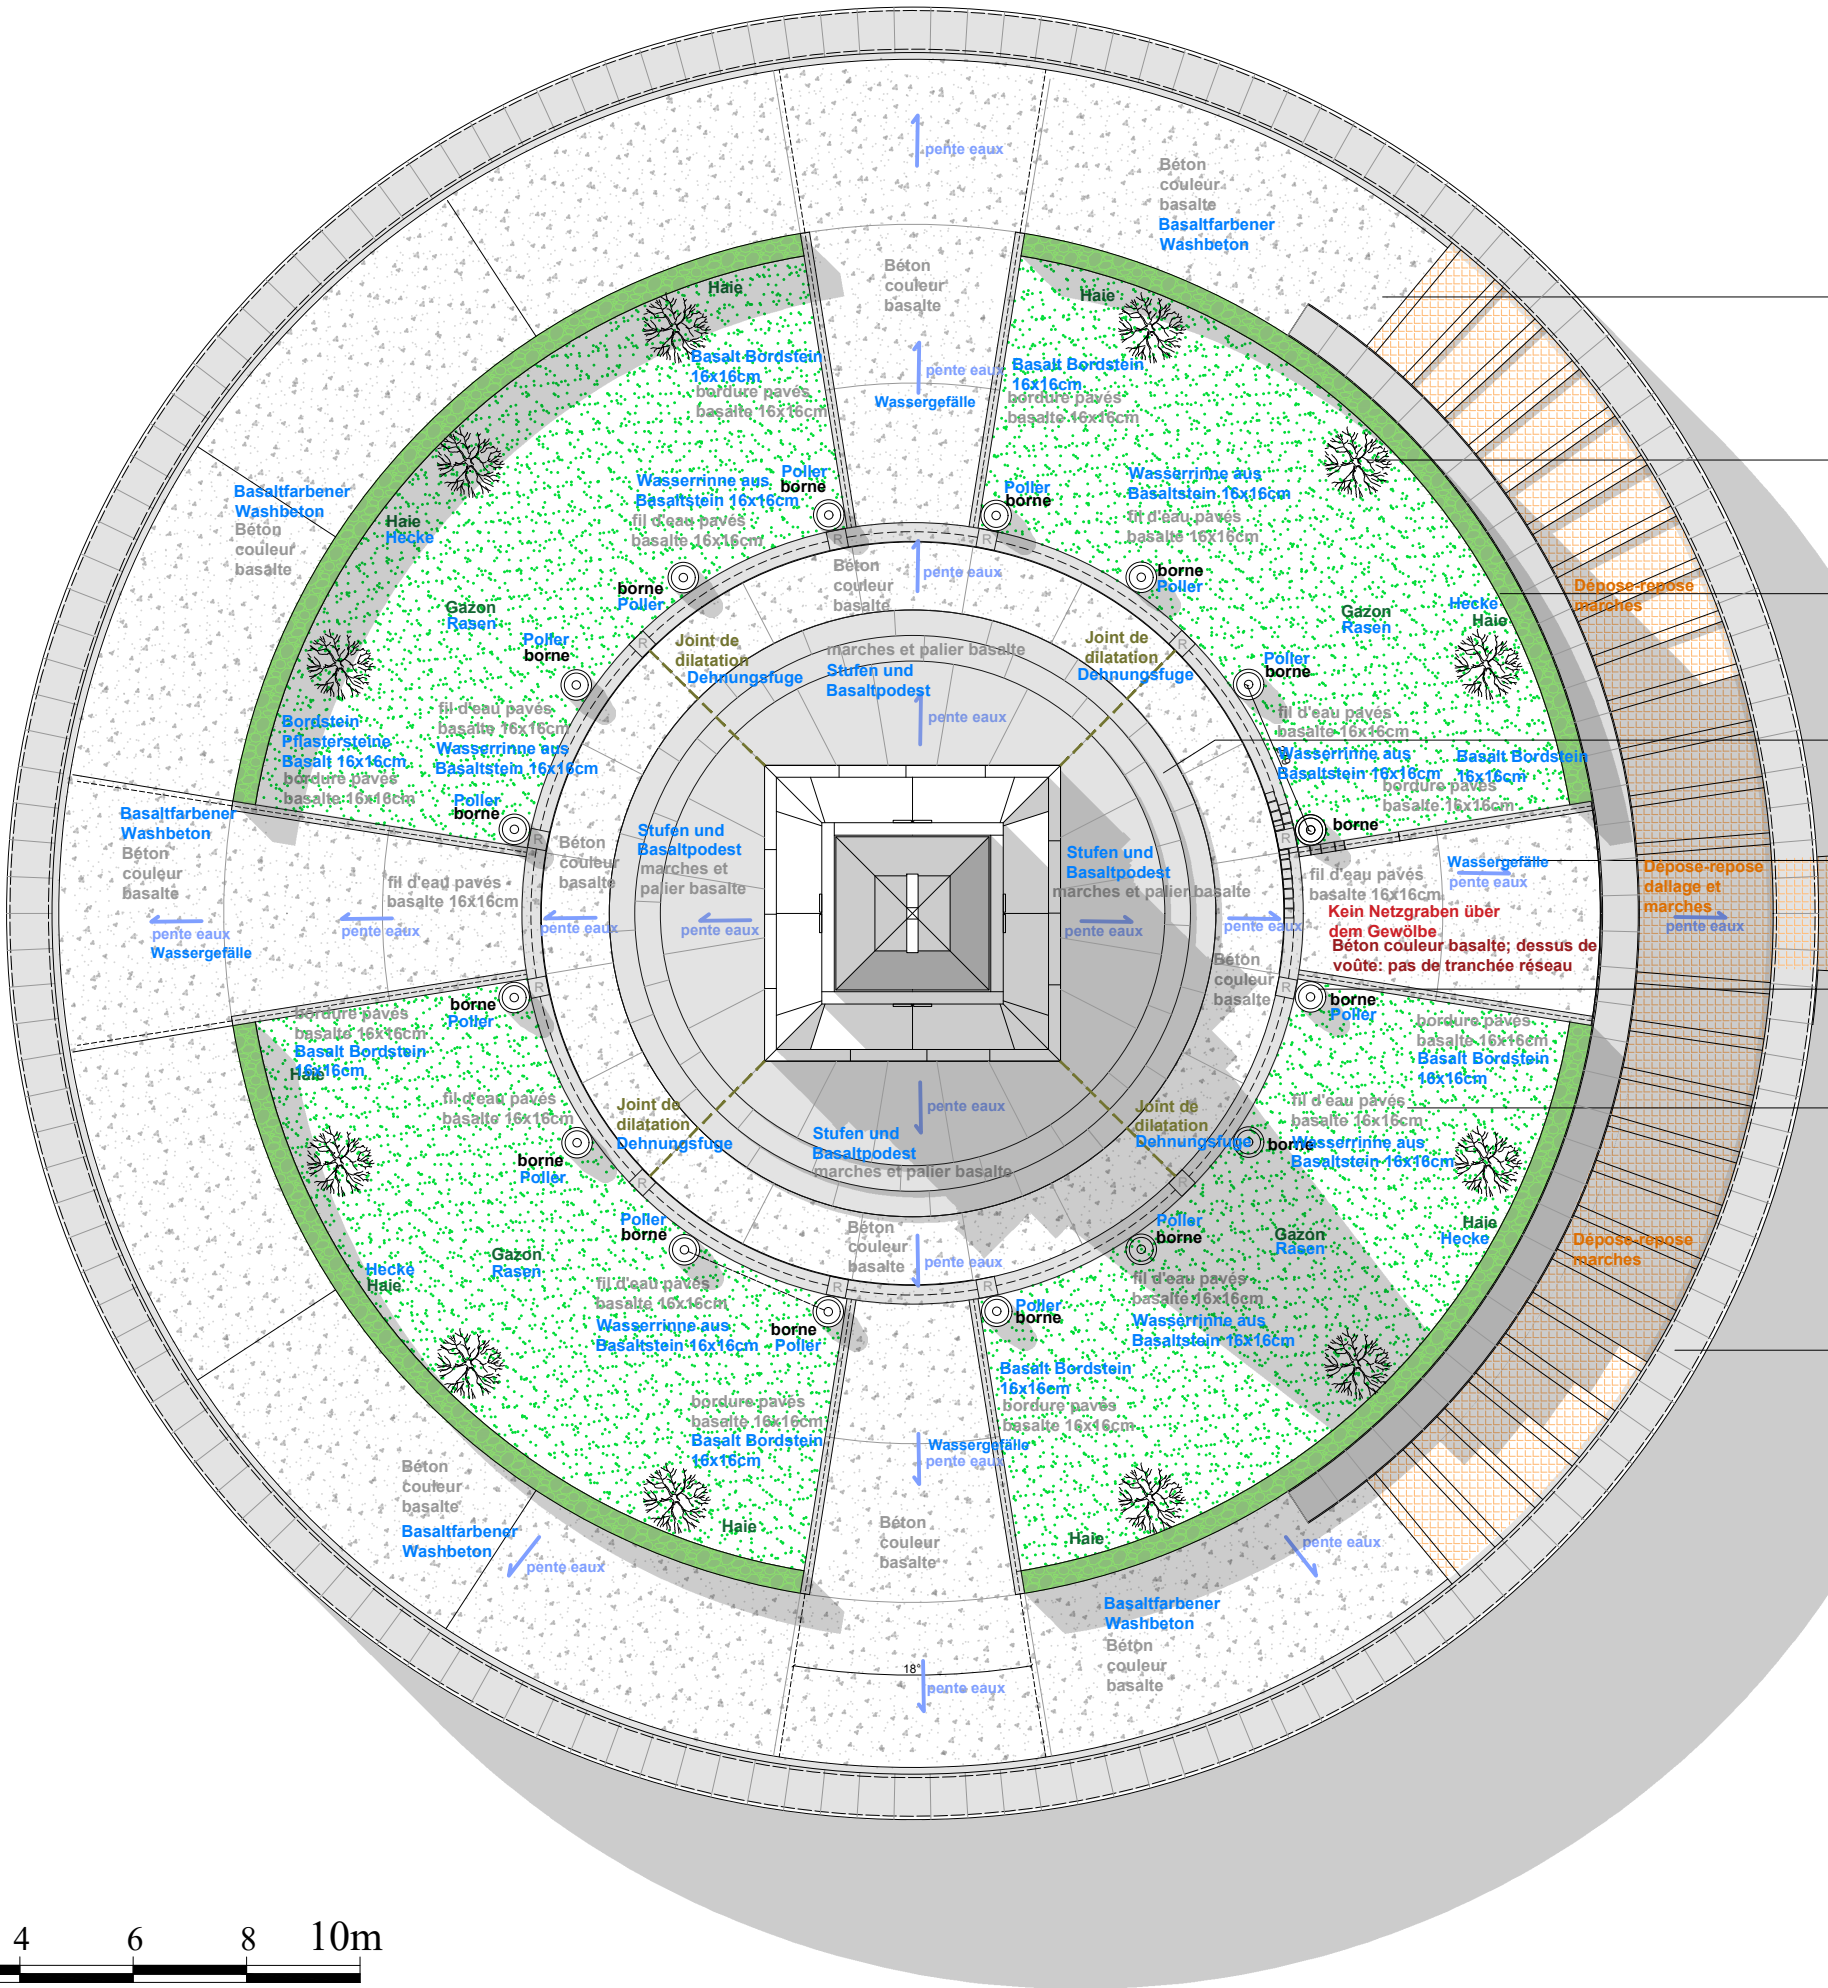 pente eaux
Béton
couleur
basalte
Basaltfarbener
Washbeton
Béton
couleur
basalte
Haie
Haie
Basalt Bordstein
16x16cm
bordure pavés
basalte 16x16cm
pente eaux
Wassergefälle
Basalt Bordstein
16x16cm
bordure pavés
basalte 16x16cm
Basaltfarbener
Washbeton
Béton
couleur
basalte
Haie
Hecke
Wasserrinne aus
Basaltstein 16x16cm
fil d'eau pavés
basalte 16x16cm
Poller
borne
Poller
borne
Wasserrinne aus
Basaltstein 16x16cm
fil d'eau pavés
basalte 16x16cm
R
R
Béton
couleur
basalte
pente eaux
borne
Poller
borne
Poller
Dépose-repose
marches
Gazon
Rasen
Gazon
Rasen
Hecke
Haie
Poller
borne
R
Joint de
dilatation
Dehnungsfuge
marches et palier basalte
Stufen und
Basaltpodest
Joint de
dilatation
Dehnungsfuge
R
Poller
borne
pente eaux
Bordstein
Pflastersteine
Basalt 16x16cm
bordure pavés
basalte 16x16cm
fil d'eau pavés
basalte 16x16cm
Wasserrinne aus
Basaltstein 16x16cm
fil d'eau pavés
basalte 16x16cm
Wasserrinne aus
Basaltstein 16x16cm
Basalt Bordstein
16x16cm
bordure pavés
basalte 16x16cm
Basaltfarbener
Washbeton
Béton
couleur
basalte
Poller
borne
R
Béton
couleur
basalte
Stufen und
Basaltpodest
marches et
palier basalte
Stufen und
Basaltpodest
marches et palier basalte
R
borne
Wassergefälle
pente eaux
Dépose-repose
dallage et
marches
pente eaux
fil d'eau pavés
basalte 16x16cm
fil d'eau pavés
basalte 16x16cm
Kein Netzgraben über
dem Gewölbe
Béton couleur basalte; dessus de
voûte: pas de tranchée réseau
pente eaux
Wassergefälle
pente eaux
pente eaux
pente eaux
pente eaux
pente eaux
Béton
couleur
basalte
R
R
borne
Poller
borne
Poller
bordure pavés
basalte 16x16cm
Basalt Bordstein
16x16cm
Haie
bordure pavés
basalte 16x16cm
Basalt Bordstein
16x16cm
fil d'eau pavés
basalte 16x16cm
Joint de
dilatation
Dehnungsfuge
pente eaux
Stufen und
Basaltpodest
marches et palier basalte
Joint de
dilatation
Dehnungsfuge
fil d'eau pavés
basalte 16x16cm
borne
Wasserrinne aus
Basaltstein 16x16cm
borne
Poller
R
R
Poller
borne
Béton
couleur
basalte
pente eaux
Poller
borne
Gazon
Rasen
Haie
Hecke
Dépose-repose
marches
Gazon
Rasen
Hecke
Haie
R
R
fil d'eau pavés
basalte 16x16cm
Wasserrinne aus
Basaltstein 16x16cm
borne
Poller
Poller
borne
fil d'eau pavés
basalte 16x16cm
Wasserrinne aus
Basaltstein 16x16cm
bordure pavés
basalte 16x16cm
Basalt Bordstein
16x16cm
Basalt Bordstein
16x16cm
bordure pavés
basalte 16x16cm
Wassergefälle
pente eaux
Béton
couleur
basalte
Basaltfarbener
Washbeton
Haie
Béton
couleur
basalte
Haie
pente eaux
pente eaux
Basaltfarbener
Washbeton
Béton
couleur
basalte
18°
pente eaux
4 6 8 10m